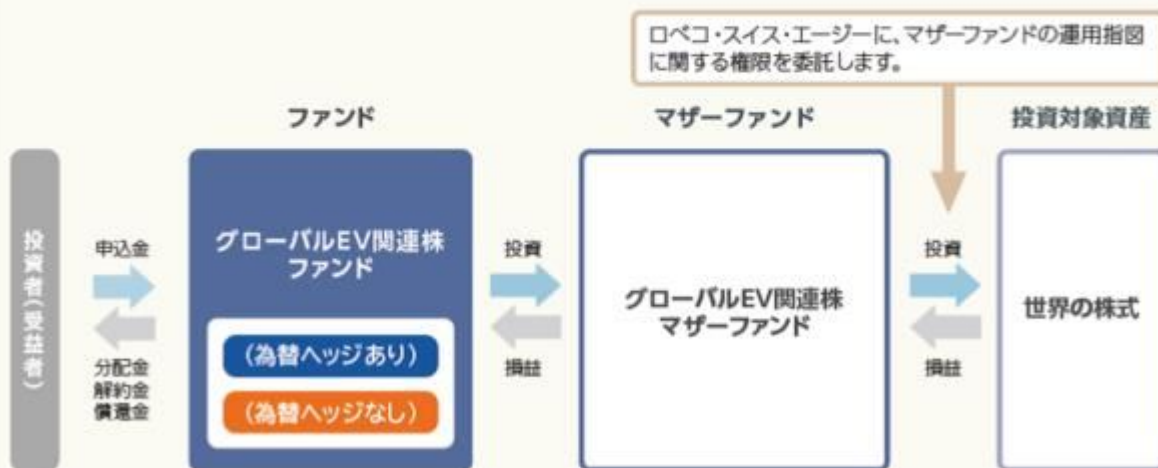 ロベコ・スイス・エージーに、マザーファンドの運用指図
に関する権限を委託します。
ファンド
マザーファンド
投資対象資産
投資者(受益者)
申込金
分配金
解約金
償還金
グローバルEV関連株
ファンド
(為替ヘッジあり)
(為替ヘッジなし)
投資
損益
グローバルEV関連株
マザーファンド
投資
損益
世界の株式